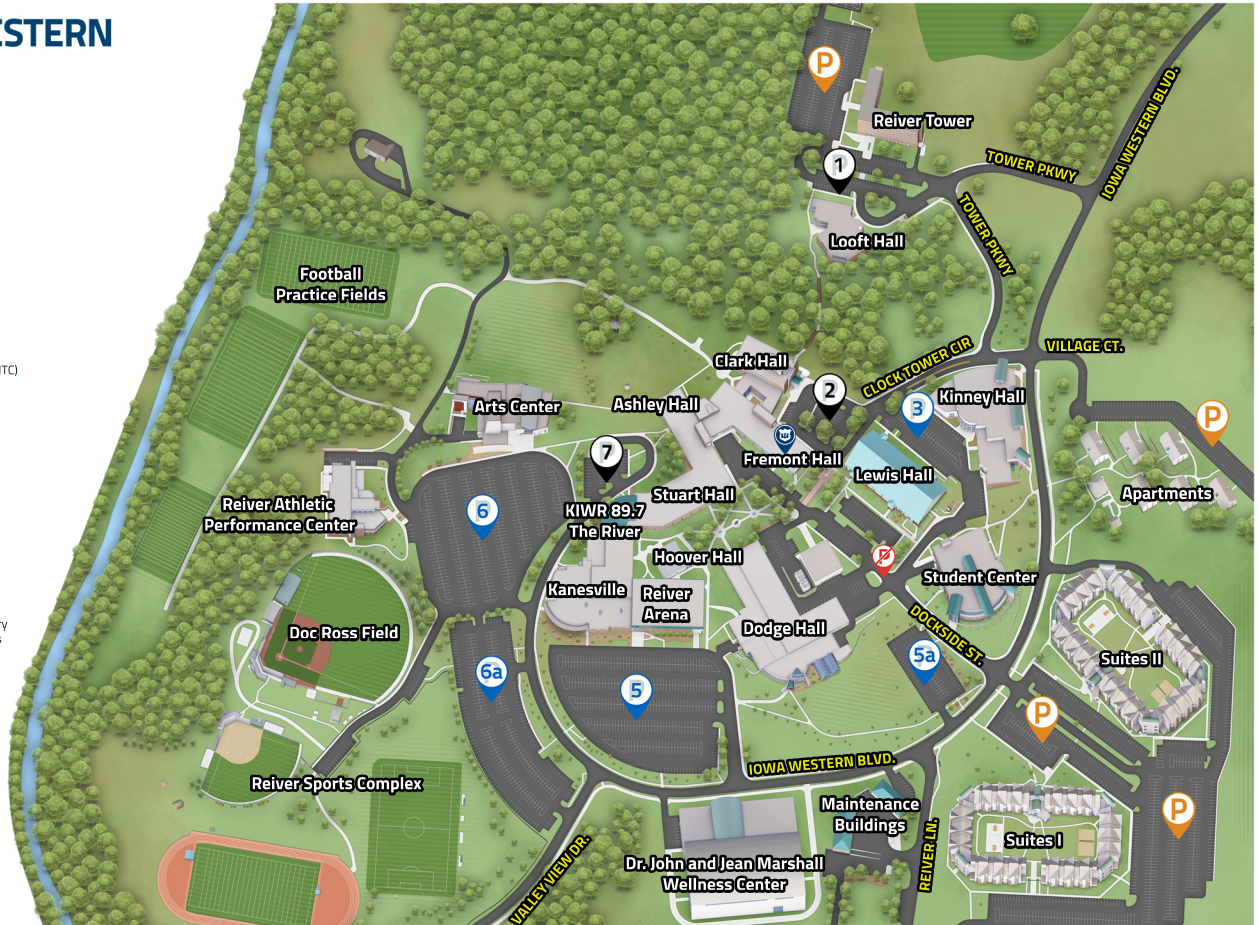 P
Reiver Tower
IOWA WESTERN BLVD.
1
TOWER PKWY
TOWER PKWY
Looft Hall
Football
Practice Fields
CLOCK TOWER CIR
VILLAGE CT.
Clark Hall
2
3
Kinney Hall
Arts Center
Ashley Hall
P
7
Fremont Hall
Lewis Hall
Stuart Hall
Apartments
6
Reiver Athletic
Performance Center
KIWR 89.7
The River
Hoover Hall
P
Student Center
Kanesville
Reiver
Arena
Doc Ross Field
Dodge Hall
DOCKSIDE ST.
Suites II
6a
5
5a
P
IOWA WESTERN BLVD.
Reiver Sports Complex
Maintenance
Buildings
P
Suites I
Dr. John and Jean Marshall
Wellness Center
REIVER LN.
VALLEY VIEW DR.